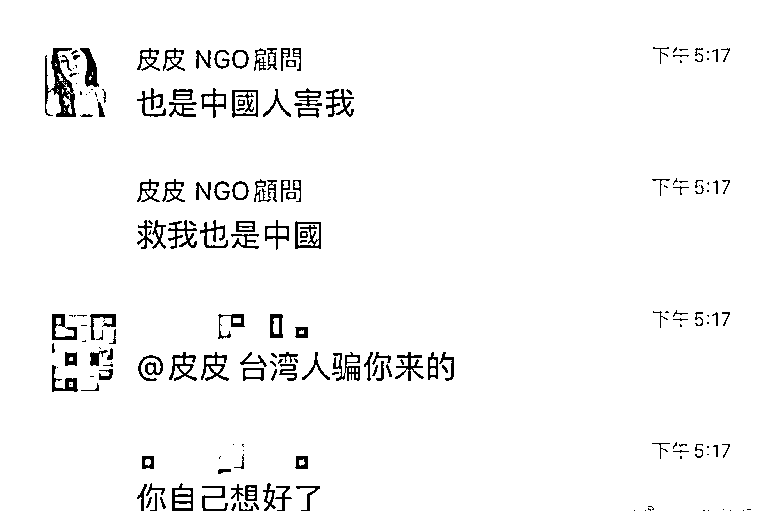 皮皮 NGO顧問
下午5:17
也是中國人害我
皮皮 NGO顧問
下午5:17
救我也是中國
下午5:17
@皮皮 台湾人骗你来的
下午5:17
你自己想好了